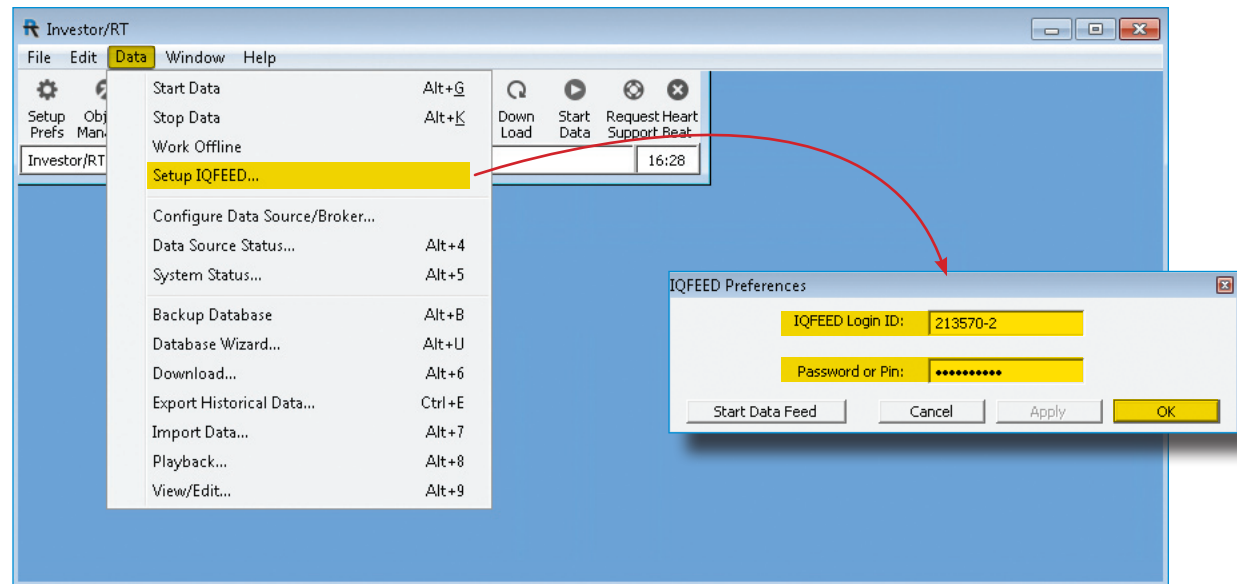 Investor/RT
File Edit Data Window Help
Setup Prefs
Obj Man
Down Load
Start Data
Request Support
Heart Beat
Investor/RT
16:28
Start Data Alt+G
Stop Data Alt+K
Work Offline
Setup IQFEED...
Configure Data Source/Broker...
Data Source Status... Alt+4
System Status... Alt+5
Backup Database Alt+B
Database Wizard... Alt+U
Download... Alt+6
Export Historical Data... Ctrl+E
Import Data... Alt+7
Playback... Alt+8
View/Edit... Alt+9
IQFEED Preferences
IQFEED Login ID: 213570-2
Password or Pin: ••••••••••
Start Data Feed Cancel Apply OK